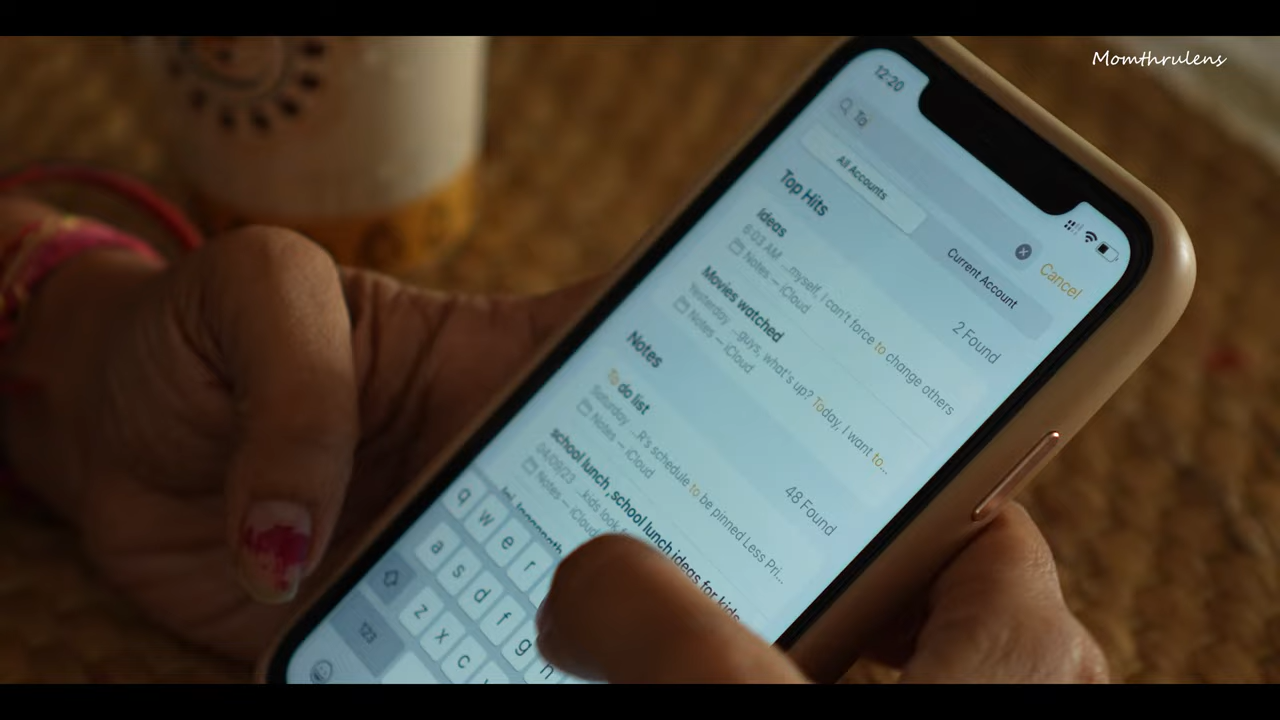 Momthrulens
12:20
To
Cancel
All Accounts
Current Account
Top Hits
2 Found
Ideas
6:03 AM ...myself, I can't force to change others
Notes — iCloud
Movies watched
Yesterday ...guys, what's up? Today, I want to...
Notes — iCloud
Notes
48 Found
To do list
Saturday ...R's schedule to be pinned Less Pri...
Notes — iCloud
school lunch, school lunch ideas for kids
04/09/23 ...kids look
Notes — iCloud
q w e r
a s d f g h
z x c
123